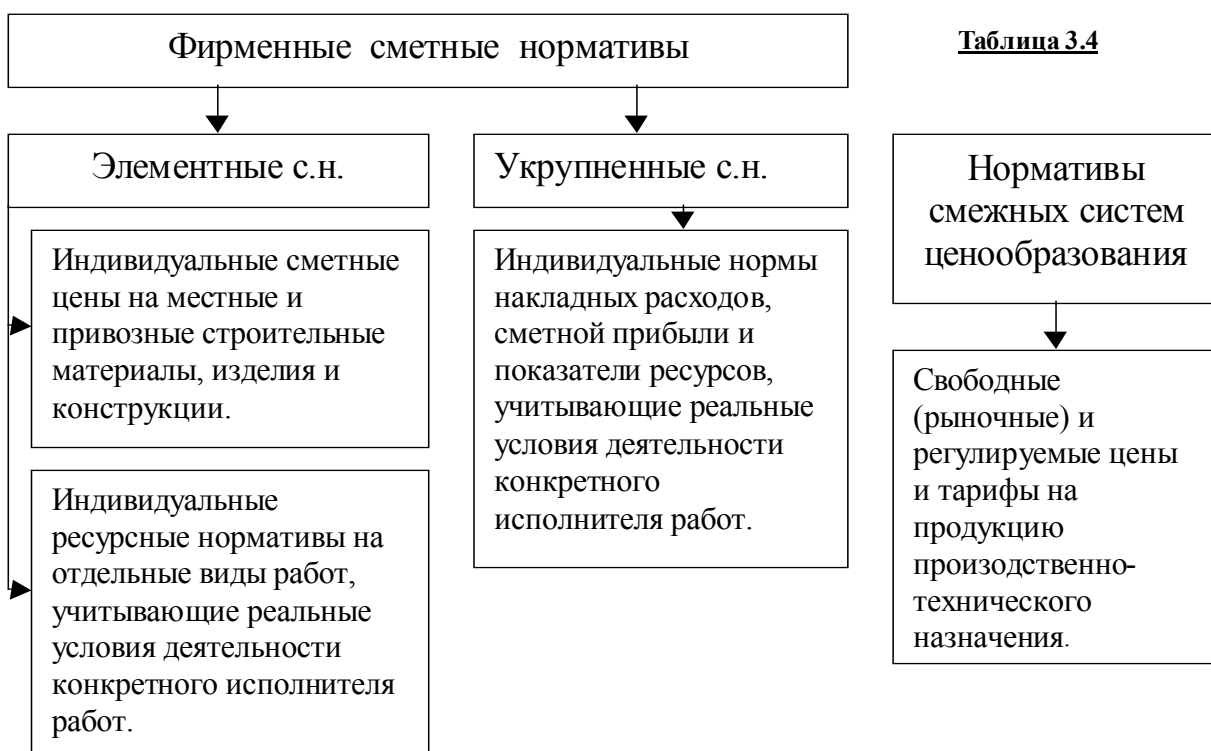 Фирменные сметные нормативы
Таблица 3.4
Элементные с.н.
Индивидуальные сметные
цены на местные и
привозные строительные
материалы, изделия и
конструкции.
Индивидуальные
ресурсные нормативы на
отдельные виды работ,
учитывающие реальные
условия деятельности
конкретного исполнителя
работ.
Укрупненные с.н.
Индивидуальные нормы
накладных расходов,
сметной прибыли и
показатели ресурсов,
учитывающие реальные
условия деятельности
конкретного
исполнителя работ.
Нормативы
смежных систем
ценообразования
Свободные
(рыночные) и
регулируемые цены
и тарифы на
продукцию
произодственно-
технического
назначения.